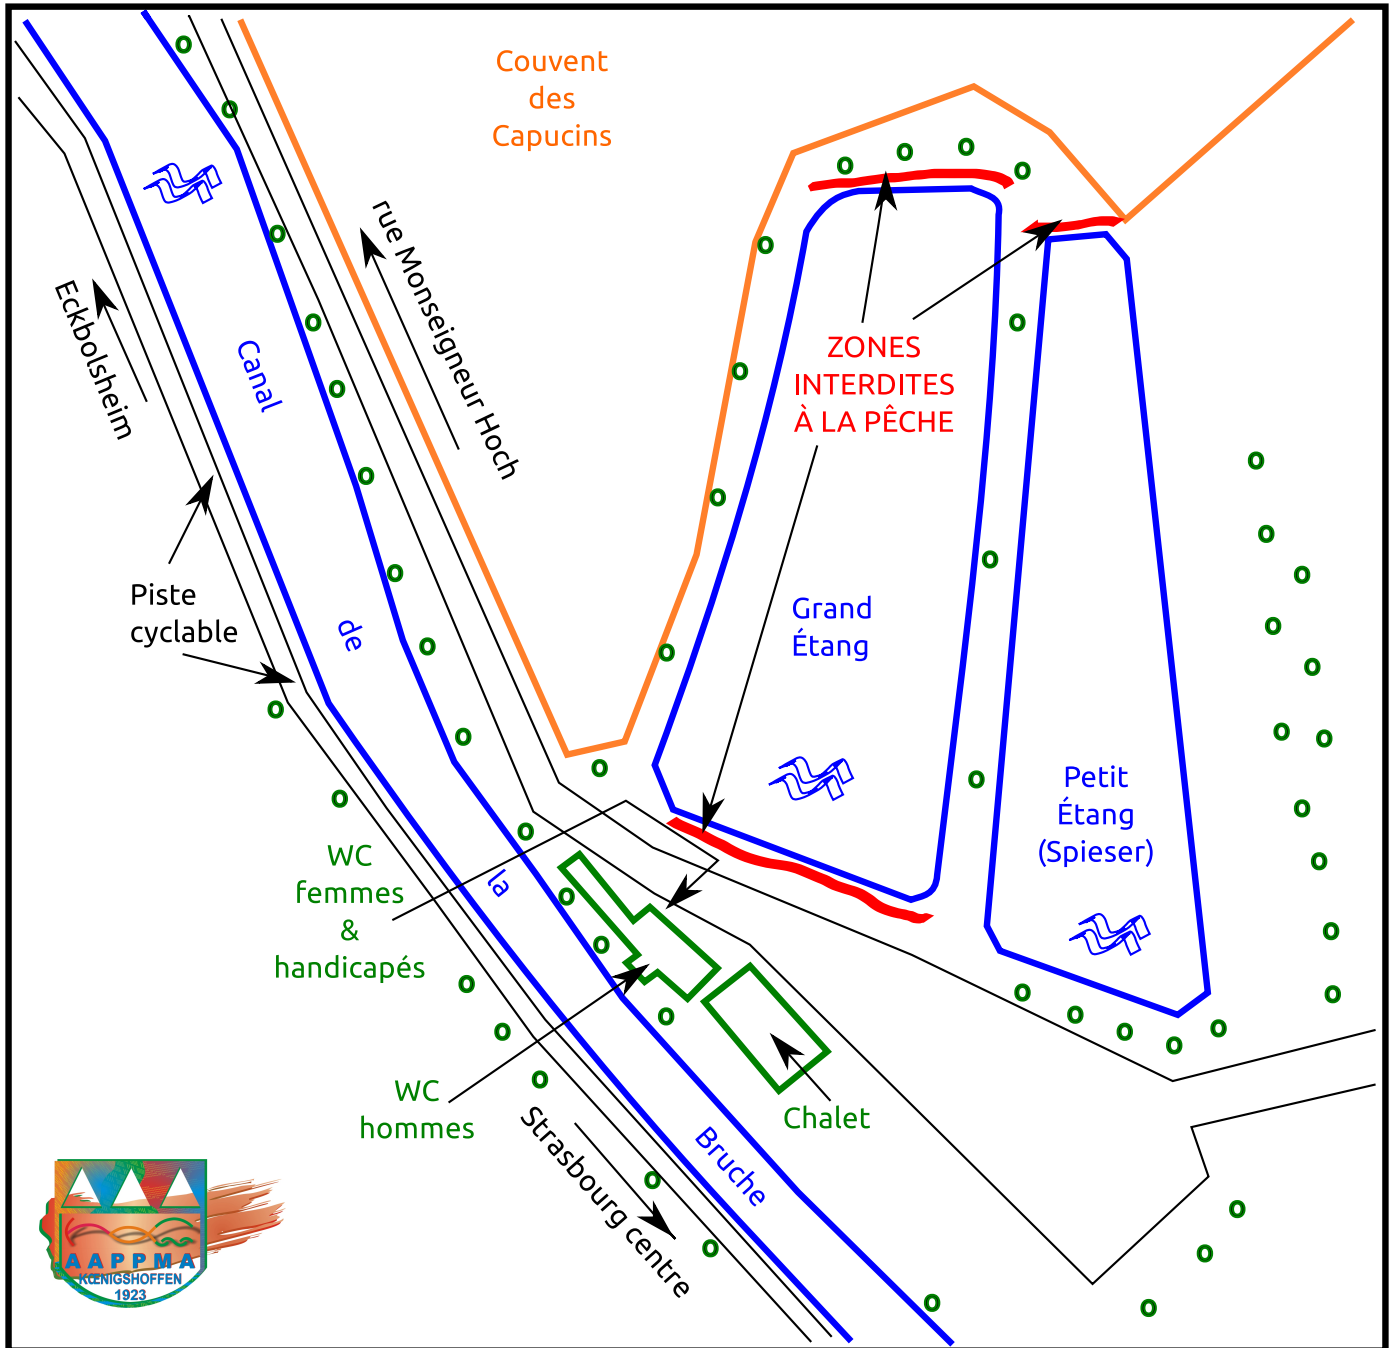 Couvent
des
Capucins
rue Monseigneur Hoch
Eckbolsheim
Canal
de
la
Bruche
ZONES
INTERDITES
À LA PÊCHE
Piste
cyclable
Grand
Étang
Petit
Étang
(Spieser)
WC
femmes
&
handicapés
WC
hommes
Chalet
Strasbourg centre
AAPPMA
KŒNIGSHOFFEN
1923